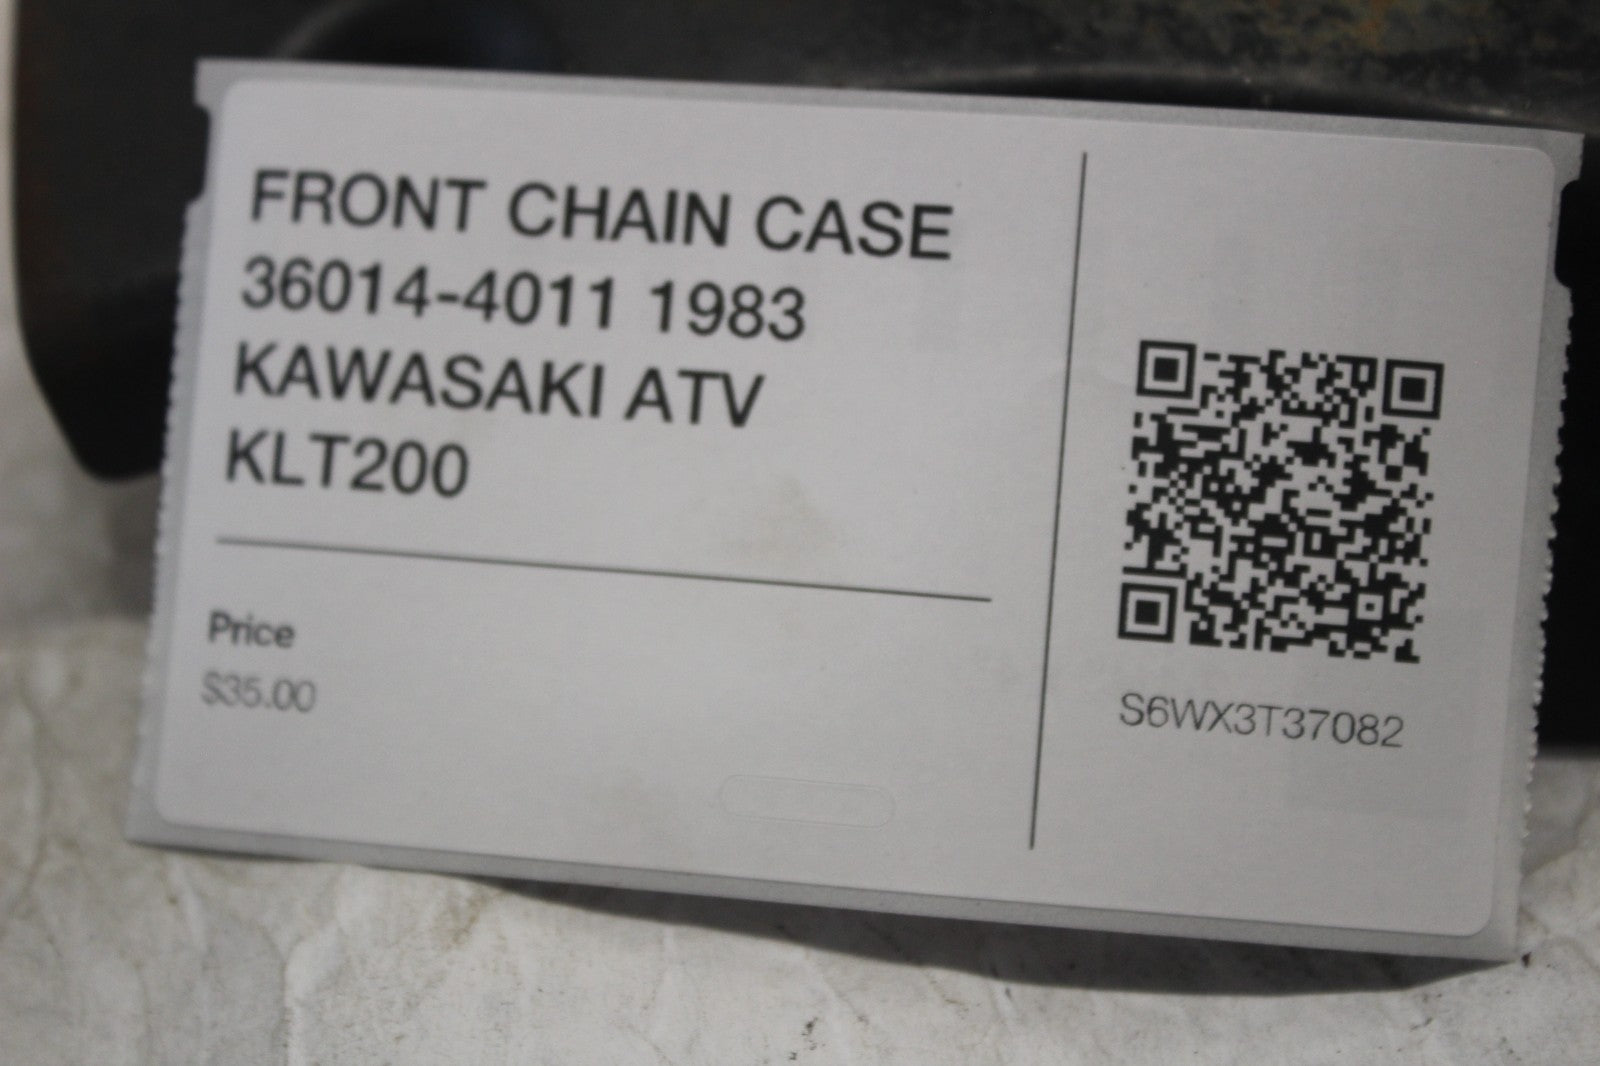 FRONT CHAIN CASE
36014-4011 1983
KAWASAKI ATV
KLT200
Price
$35.00
S6WX3T37082